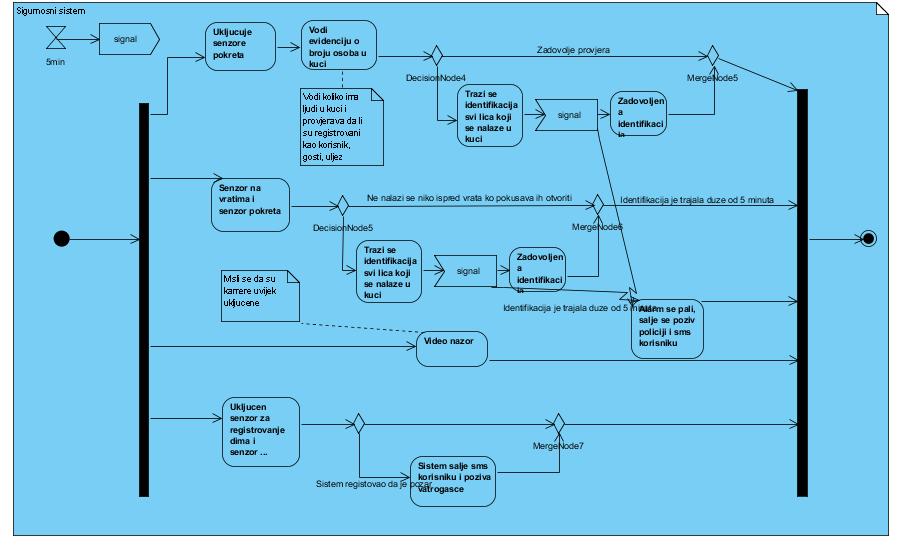 Sigurnosni sistem
5min
signal
Ukljucuje
senzore
pokreta
Vodi
evidenciju o
broju osoba u
kuci
Zadovolje provjera
DecisionNode4
MergeNode5
Vodi koliko ima
ljudi u kuci i
provjerava da li
su registrovani
kao korisnik,
gosti, uljez
Trazi se
identifikacija
svi lica koji
se nalaze u
kuci
signal
Zadovoljen
a
identifikaci
ja
Senzor na
vratima i
senzor pokreta
Ne nalazi se niko ispred vrata ko pokusava ih otvoriti
Identifikacija je trajala duze od 5 minuta
DecisionNode5
MergeNode6
Trazi se
identifikacija
svi lica koji
se nalaze u
kuci
signal
Zadovoljen
a
identifikaci
ja
Msli se da su
kamere uvijek
ukljucene
Identifikacija je trajala duze od 5 minuta
Alarm se pali,
salje se poziv
policiji i sms
korisniku
Video nazor
Ukljucen
senzor za
registrovanje
dima i
senzor ...
MergeNode7
Sistem registovao da je pozar
Sistem salje sms
korisniku i poziva
vatrogasce